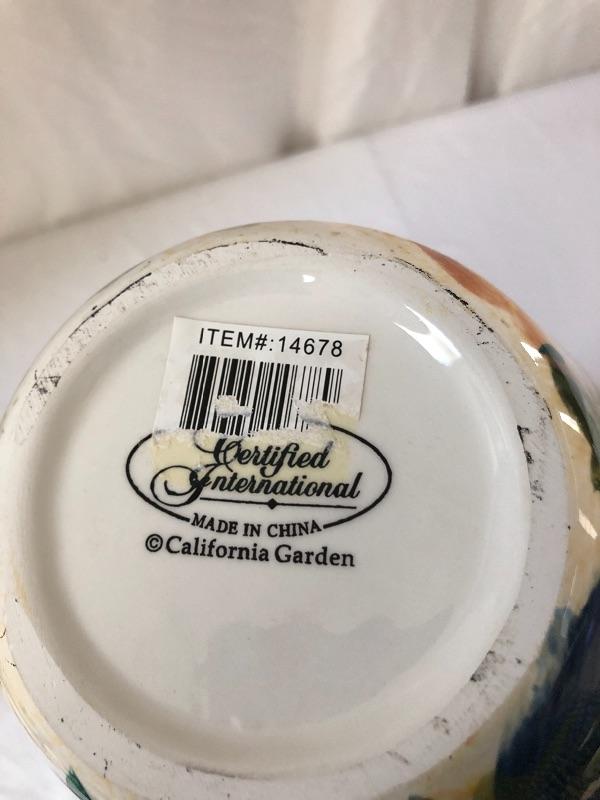 ITEM#:14678
Certified
International
MADE IN CHINA
©California Garden